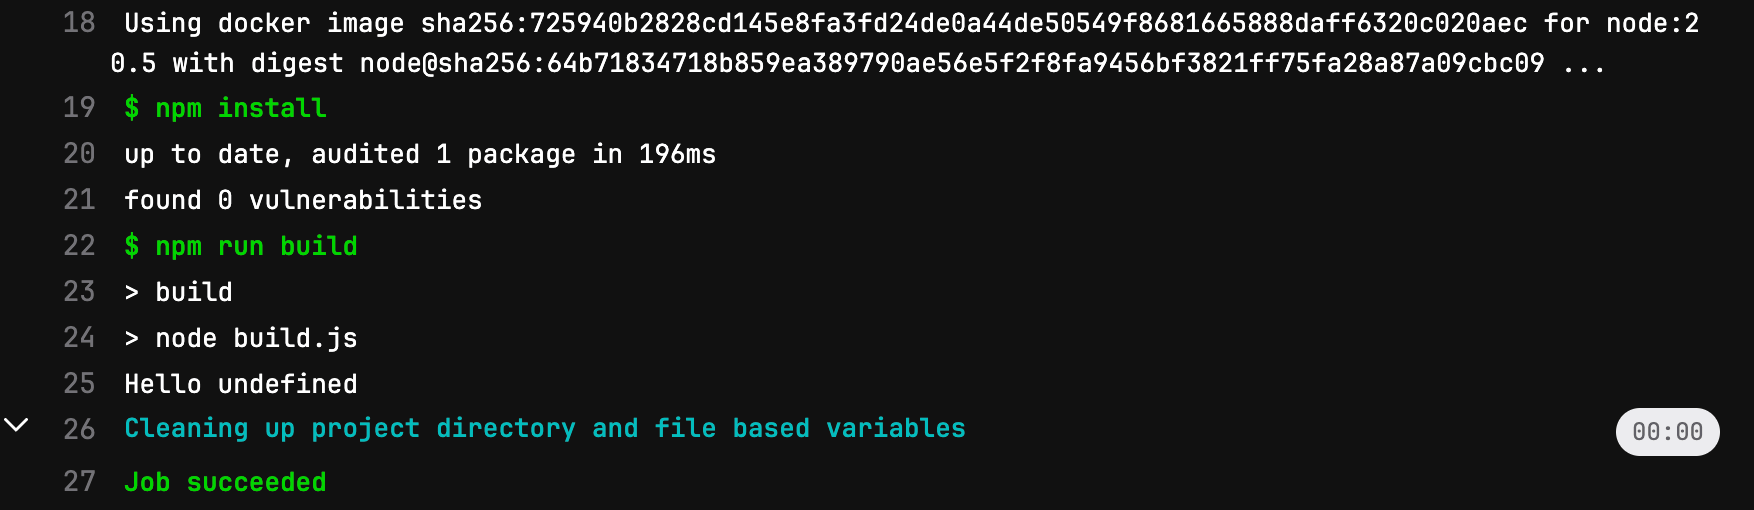 18 Using docker image sha256:725940b2828cd145e8fa3fd24de0a44de50549f8681665888daff6320c020aec for node:2
0.5 with digest node@sha256:64b71834718b859ea389790ae56e5f2f8fa9456bf3821ff75fa28a87a09cbc09 ...
19 $ npm install
20 up to date, audited 1 package in 196ms
21 found 0 vulnerabilities
22 $ npm run build
23 > build
24 > node build.js
25 Hello undefined
26 Cleaning up project directory and file based variables 00:00
27 Job succeeded